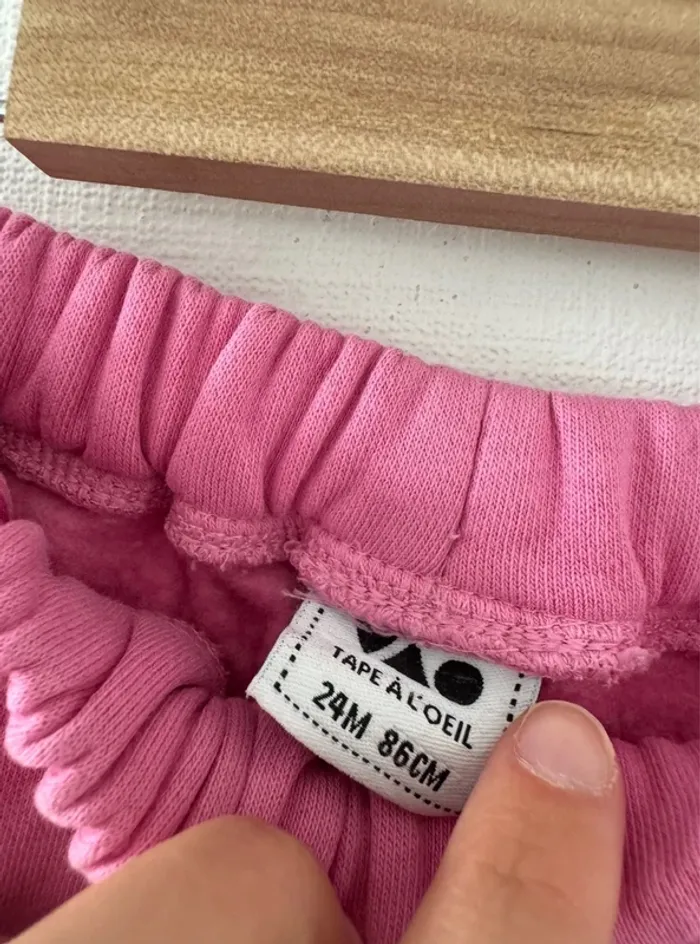 TAPE À L'OEIL
24M 86CM